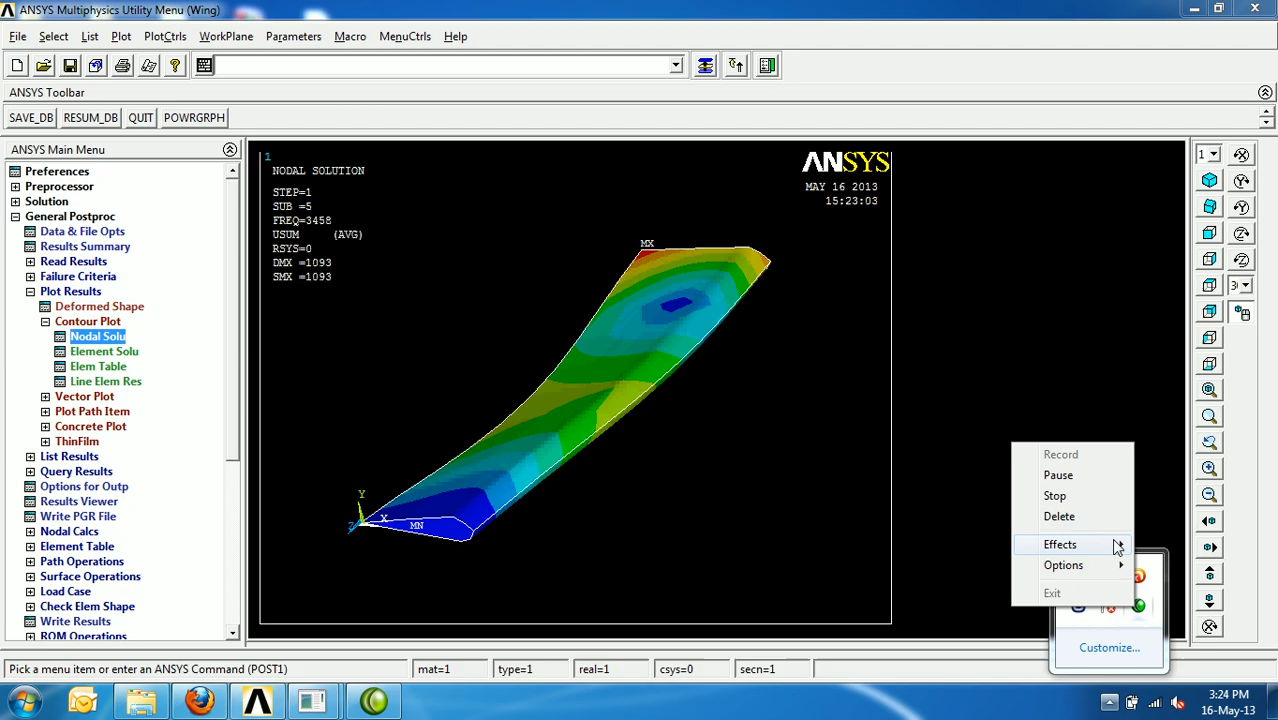 ANSYS Multiphysics Utility Menu (Wing)
File Select List Plot PlotCtrls WorkPlane Parameters Macro MenuCtrls Help
ANSYS Toolbar
SAVE_DB RESUM_DB QUIT POWRGRPH
ANSYS Main Menu
Preferences
Preprocessor
Solution
General Postproc
Data & File Opts
Results Summary
Read Results
Failure Criteria
Plot Results
Deformed Shape
Contour Plot
Nodal Solu
Element Solu
Elem Table
Line Elem Res
Vector Plot
Plot Path Item
Concrete Plot
ThinFilm
List Results
Query Results
Options for Outp
Results Viewer
Write PGR File
Nodal Calcs
Element Table
Path Operations
Surface Operations
Load Case
Check Elem Shape
Write Results
ROM Operations
1
NODAL SOLUTION
STEP=1
SUB =5
FREQ=3458
USUM (AVG)
RSYS=0
DMX =1093
SMX =1093
ANSYS
MAY 16 2013
15:23:03
MX
Y
Z X MN
1
Record
Pause
Stop
Delete
Effects
Options
Exit
Customize...
Pick a menu item or enter an ANSYS Command (POST1) mat=1 type=1 real=1 csys=0 secn=1
3:24 PM
16-May-13